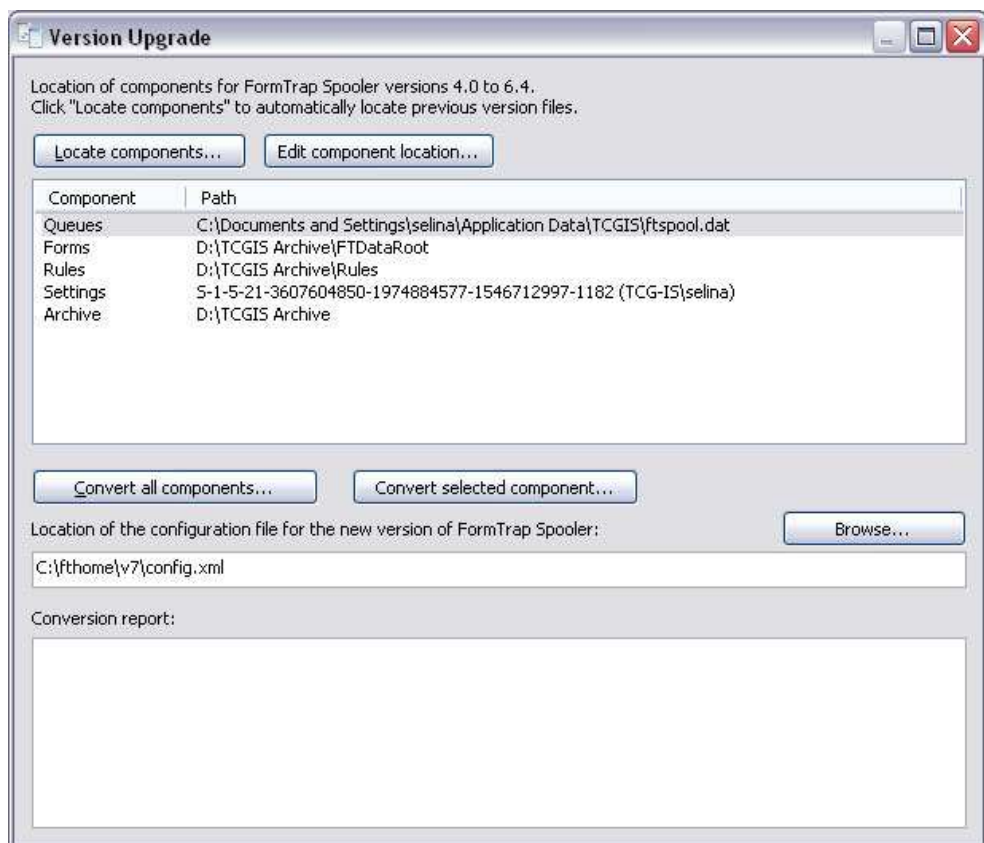 Version Upgrade
Location of components for FormTrap Spooler versions 4.0 to 6.4.
Click "Locate components" to automatically locate previous version files.
Locate components... Edit component location...
Component Path
Queues C:\Documents and Settings\selina\Application Data\TCGIS\ftspool.dat
Forms D:\TCGIS Archive\FTDataRoot
Rules D:\TCGIS Archive\Rules
Settings S-1-5-21-3607604850-1974884577-1546712997-1182 (TCG-IS\selina)
Archive D:\TCGIS Archive
Convert all components... Convert selected component...
Location of the configuration file for the new version of FormTrap Spooler: Browse...
C:\fthome\v7\config.xml
Conversion report: